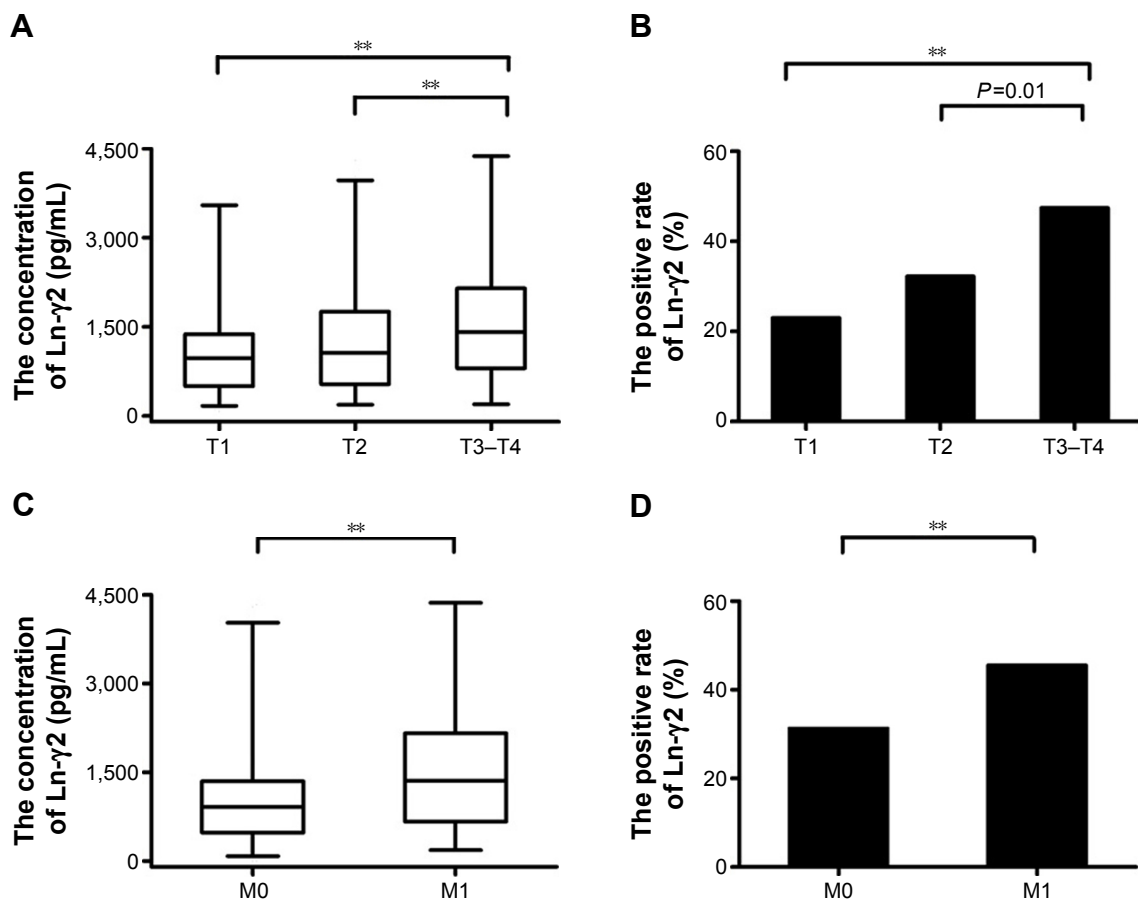 A
**
**
The concentration
of Ln-γ2 (pg/mL)
4,500
3,000
1,500
0
T1 T2 T3–T4
B
**
P=0.01
The positive rate
of Ln-γ2 (%)
60
40
20
0
T1 T2 T3–T4
C
**
The concentration
of Ln-γ2 (pg/mL)
4,500
3,000
1,500
0
M0 M1
D
**
The positive rate
of Ln-γ2 (%)
60
40
20
0
M0 M1